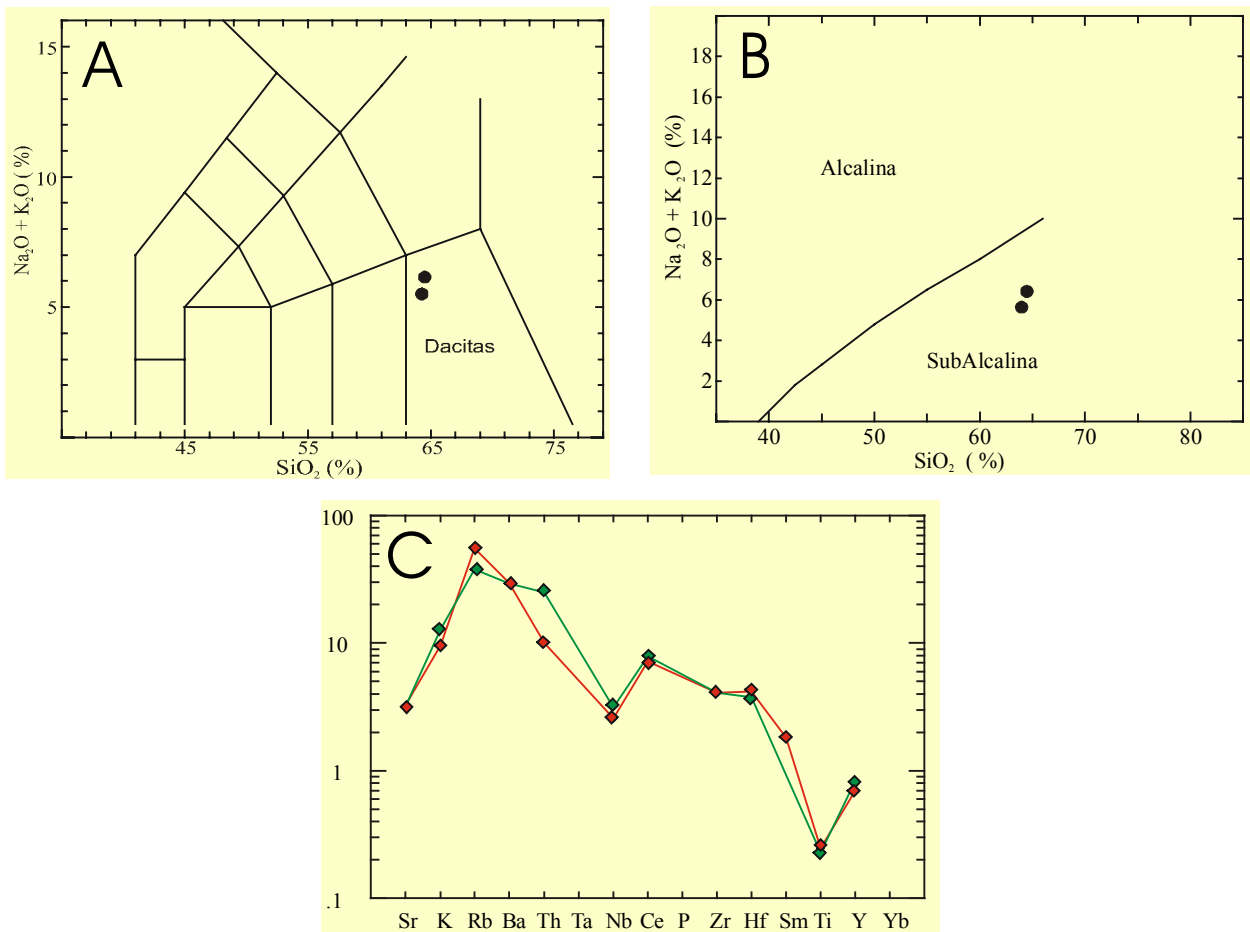 A
15
10
5
Na₂O + K₂O (%)
Dacitas
45 55 65 75
SiO₂ (%)
B
18
16
14
12
10
8
6
4
2
Na₂O + K₂O (%)
Alcalina
SubAlcalina
40 50 60 70 80
SiO₂ (%)
C
100
10
1
.1
Sr K Rb Ba Th Ta Nb Ce P Zr Hf Sm Ti Y Yb